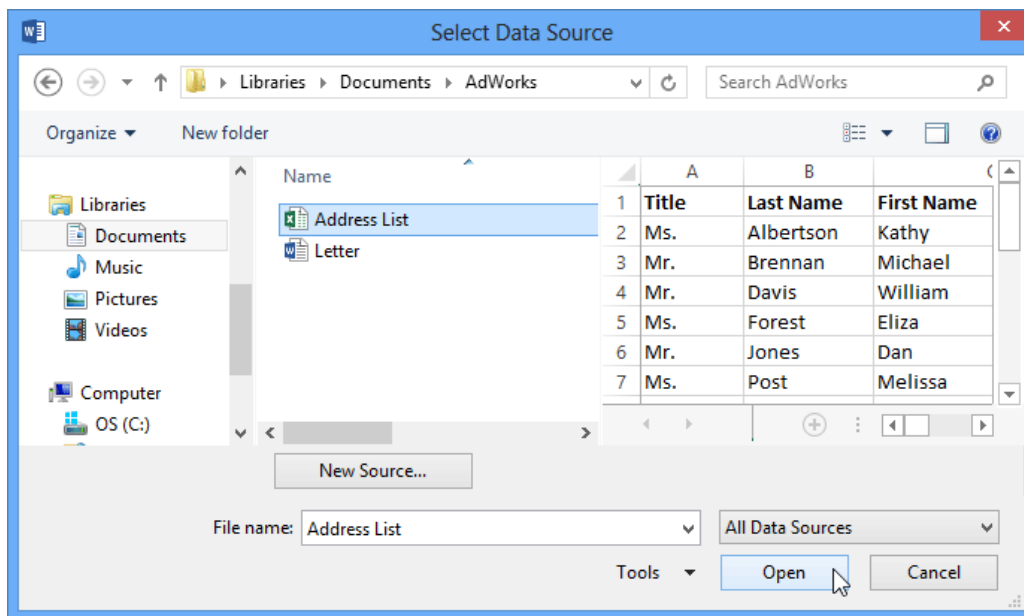 Select Data Source
Libraries Documents AdWorks Search AdWorks
Organize New folder
Libraries
Documents
Music
Pictures
Videos
Computer
OS (C:)
Name
Address List
Letter
A B C
1 Title Last Name First Name
2 Ms. Albertson Kathy
3 Mr. Brennan Michael
4 Mr. Davis William
5 Ms. Forest Eliza
6 Mr. Jones Dan
7 Ms. Post Melissa
New Source...
File name: Address List All Data Sources
Tools Open Cancel